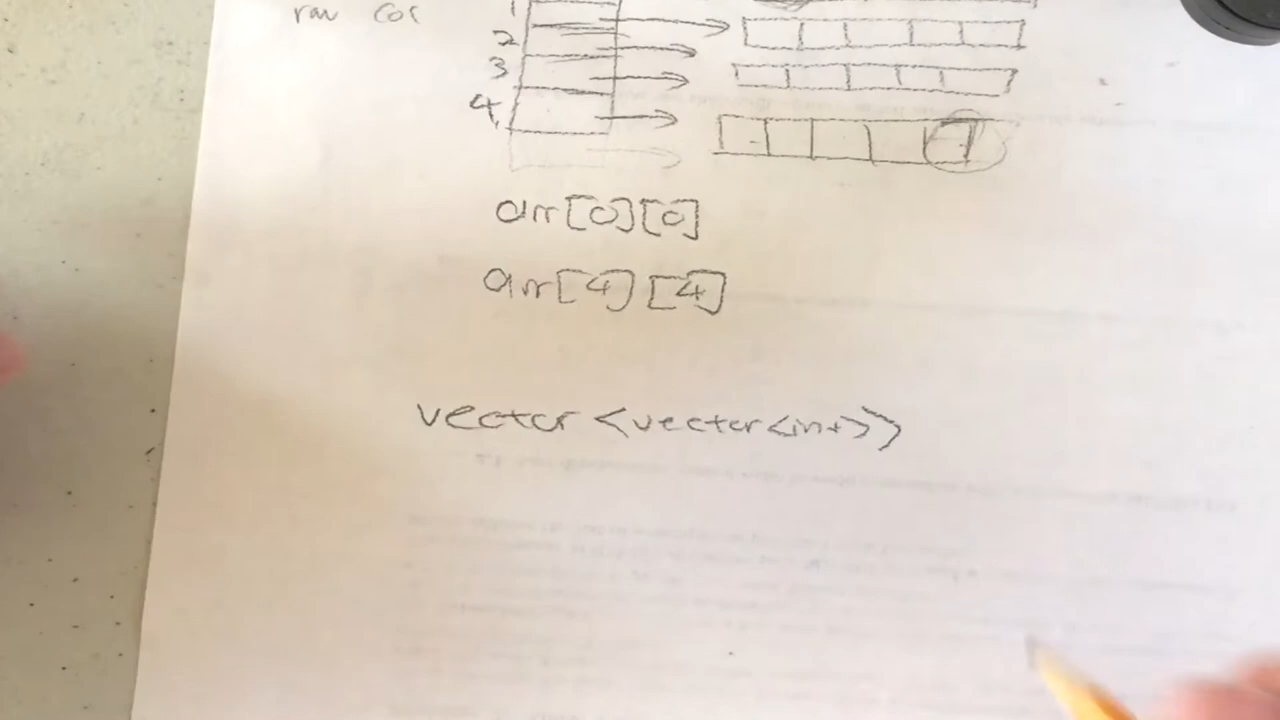 row col
1
2
3
4
arr[0][0]
arr[4][4]
vector <vector<int>>